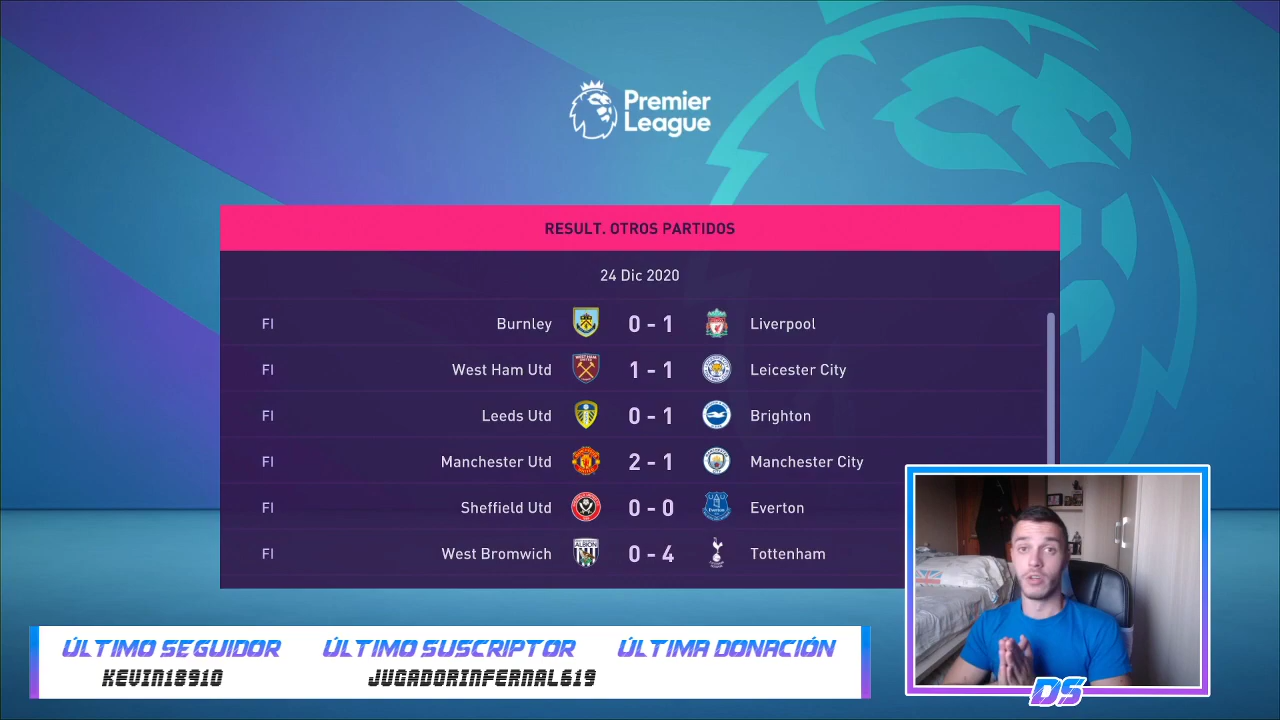 Premier
League
RESULT. OTROS PARTIDOS
24 Dic 2020
FI Burnley 0 - 1 Liverpool
FI West Ham Utd 1 - 1 Leicester City
FI Leeds Utd 0 - 1 Brighton
FI Manchester Utd 2 - 1 Manchester City
FI Sheffield Utd 0 - 0 Everton
FI West Bromwich 0 - 4 Tottenham
ÚLTIMO SEGUIDOR ÚLTIMO SUSCRIPTOR ÚLTIMA DONACIÓN
KEVIN18910 JUGADORINFERNAL619
DS